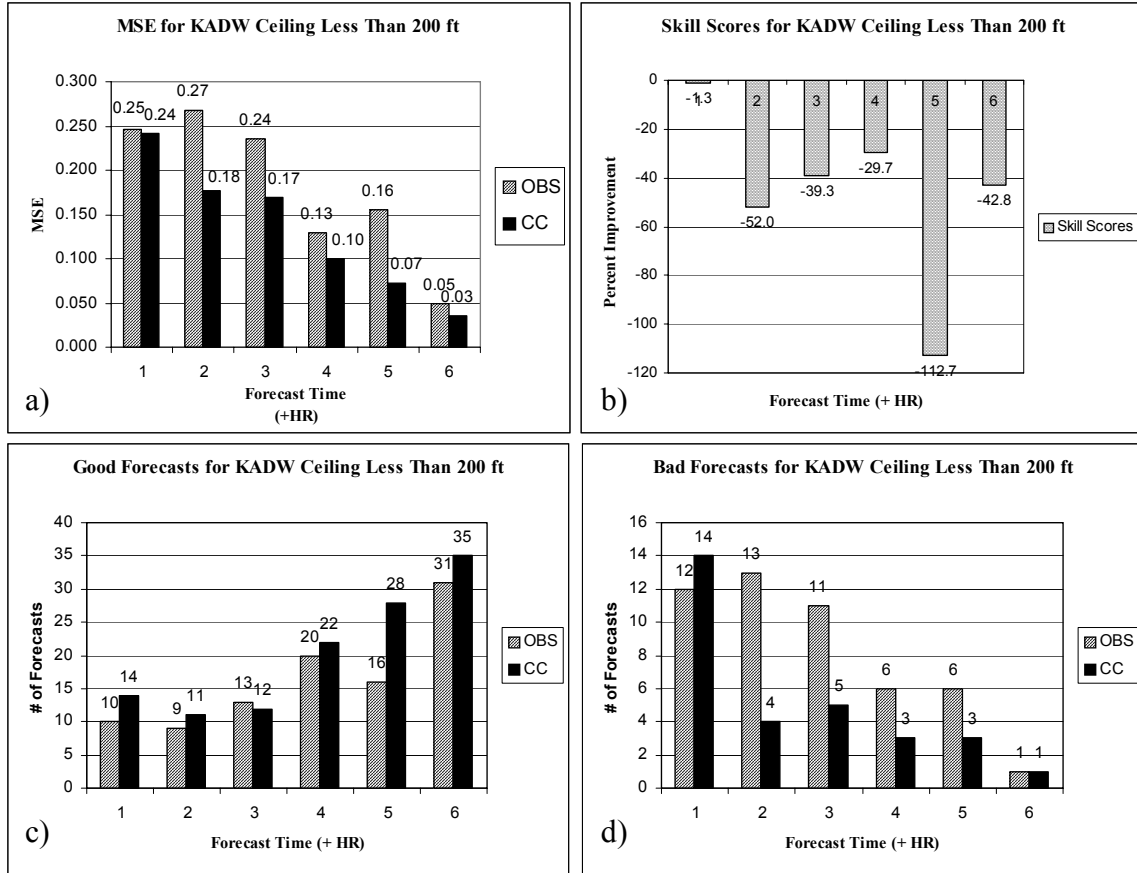 MSE for KADW Ceiling Less Than 200 ft
MSE
0.300
0.250
0.200
0.150
0.100
0.050
0.000
0.25
0.24
0.27
0.18
0.24
0.17
0.13
0.10
0.16
0.07
0.05
0.03
1 2 3 4 5 6
Forecast Time
(+HR)
OBS
CC
a)
Skill Scores for KADW Ceiling Less Than 200 ft
Percent Improvement
0
-20
-40
-60
-80
-100
-120
1 2 3 4 5 6
-1.3
-52.0
-39.3
-29.7
-112.7
-42.8
Forecast Time (+ HR)
Skill Scores
b)
Good Forecasts for KADW Ceiling Less Than 200 ft
# of Forecasts
40
35
30
25
20
15
10
5
0
10
14
9
11
13
12
20
22
16
28
31
35
1 2 3 4 5 6
Forecast Time (+ HR)
OBS
CC
c)
Bad Forecasts for KADW Ceiling Less Than 200 ft
# of Forecasts
16
14
12
10
8
6
4
2
0
12
14
13
4
11
5
6
3
6
3
1
1
1 2 3 4 5 6
Forecast Time (+ HR)
OBS
CC
d)